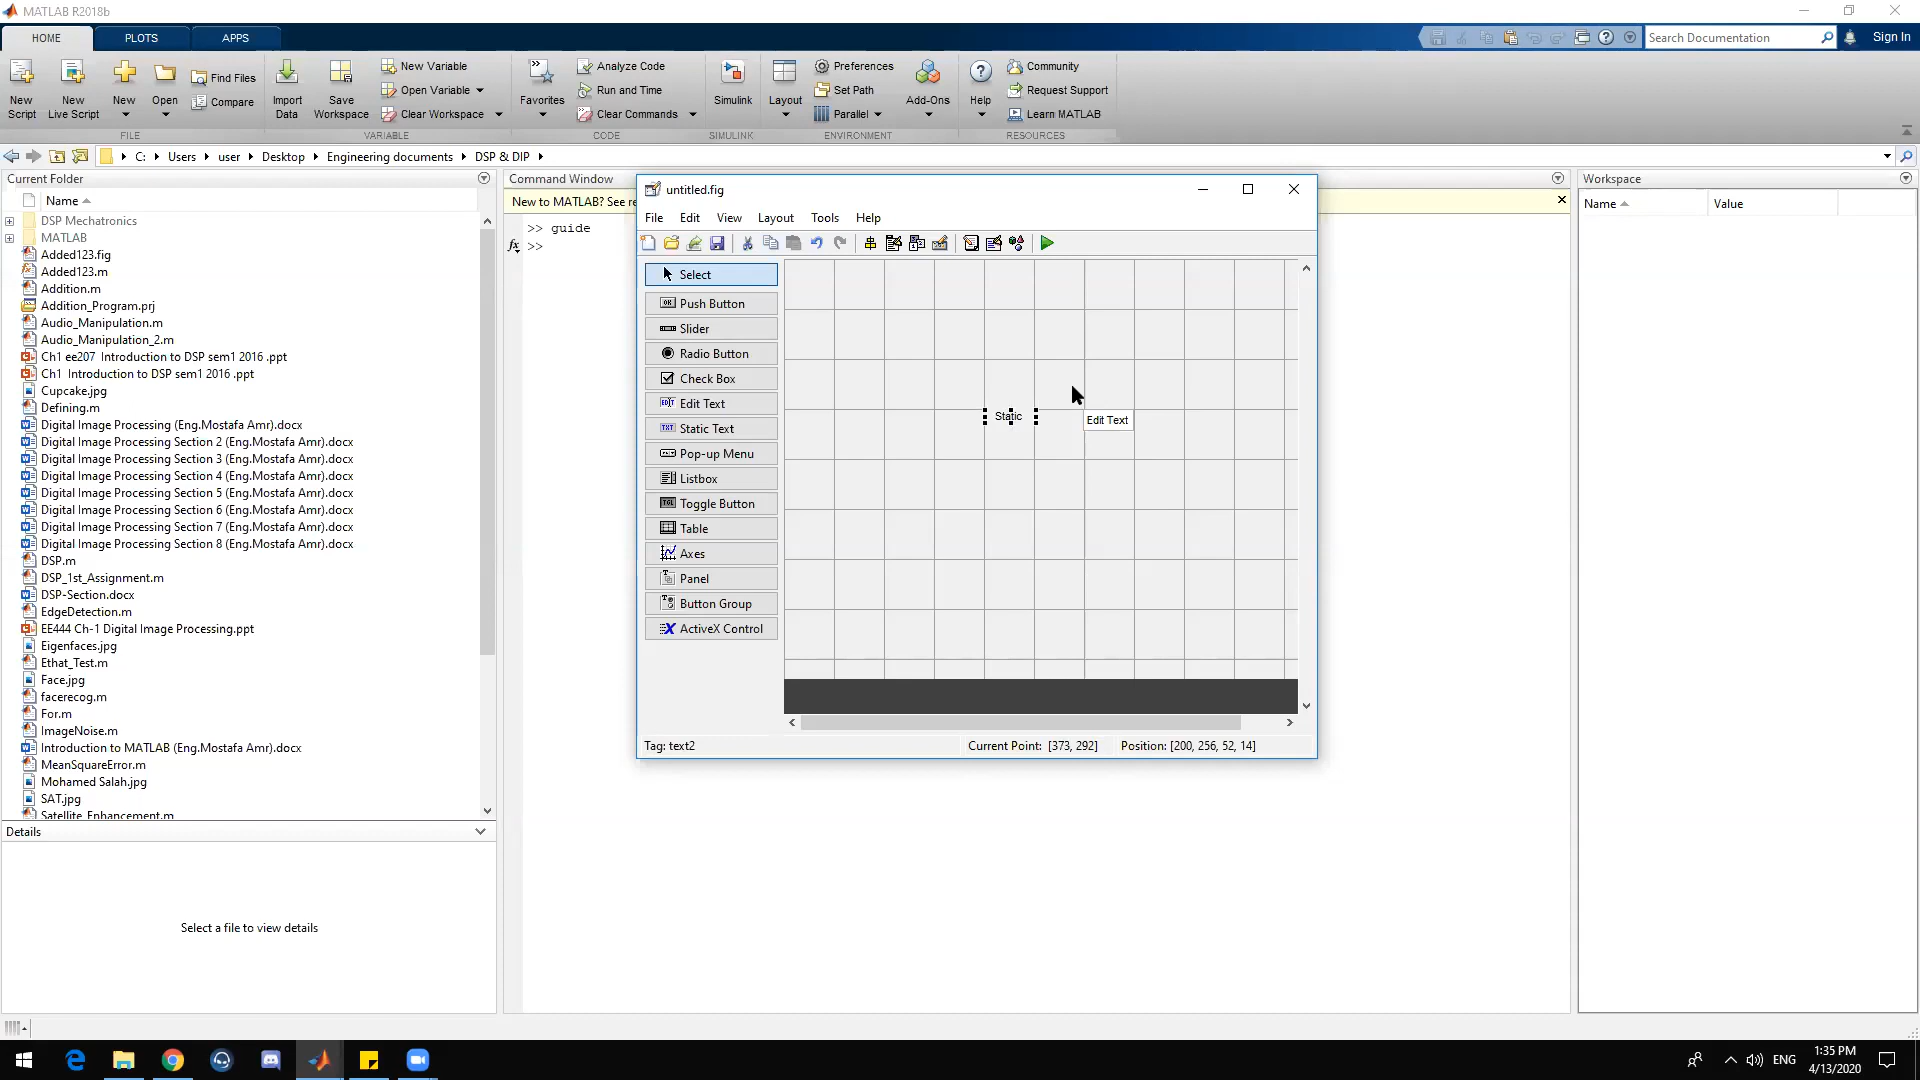 MATLAB R2018b
HOME
PLOTS
APPS
Search Documentation
Sign In
New Script
New Live Script
New
Open
Find Files
Compare
FILE
Import Data
Save Workspace
New Variable
Open Variable
Clear Workspace
VARIABLE
Favorites
Analyze Code
Run and Time
Clear Commands
CODE
Simulink
SIMULINK
Layout
Preferences
Set Path
Parallel
ENVIRONMENT
Add-Ons
Help
Community
Request Support
Learn MATLAB
RESOURCES
C: Users user Desktop Engineering documents DSP & DIP
Current Folder
Name
DSP Mechatronics
MATLAB
Added123.fig
Added123.m
Addition.m
Addition_Program.prj
Audio_Manipulation.m
Audio_Manipulation_2.m
Ch1 ee207 Introduction to DSP sem1 2016 .ppt
Ch1 Introduction to DSP sem1 2016 .ppt
Cupcake.jpg
Defining.m
Digital Image Processing (Eng.Mostafa Amr).docx
Digital Image Processing Section 2 (Eng.Mostafa Amr).docx
Digital Image Processing Section 3 (Eng.Mostafa Amr).docx
Digital Image Processing Section 4 (Eng.Mostafa Amr).docx
Digital Image Processing Section 5 (Eng.Mostafa Amr).docx
Digital Image Processing Section 6 (Eng.Mostafa Amr).docx
Digital Image Processing Section 7 (Eng.Mostafa Amr).docx
Digital Image Processing Section 8 (Eng.Mostafa Amr).docx
DSP.m
DSP_1st_Assignment.m
DSP-Section.docx
EdgeDetection.m
EE444 Ch-1 Digital Image Processing.ppt
Eigenfaces.jpg
Ethat_Test.m
Face.jpg
facerecog.m
For.m
ImageNoise.m
Introduction to MATLAB (Eng.Mostafa Amr).docx
MeanSquareError.m
Mohamed Salah.jpg
SAT.jpg
Satellite_Enhancement.m
Details
Select a file to view details
Command Window
New to MATLAB? See re
>> guide
fx >>
untitled.fig
File Edit View Layout Tools Help
Select
Push Button
Slider
Radio Button
Check Box
Edit Text
Static Text
Pop-up Menu
Listbox
Toggle Button
Table
Axes
Panel
Button Group
ActiveX Control
Static
Edit Text
Tag: text2
Current Point: [373, 292]
Position: [200, 256, 52, 14]
Workspace
Name
Value
ENG
1:35 PM
4/13/2020